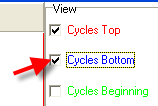 View
Cycles Top
Cycles Bottom
Cycles Beginning